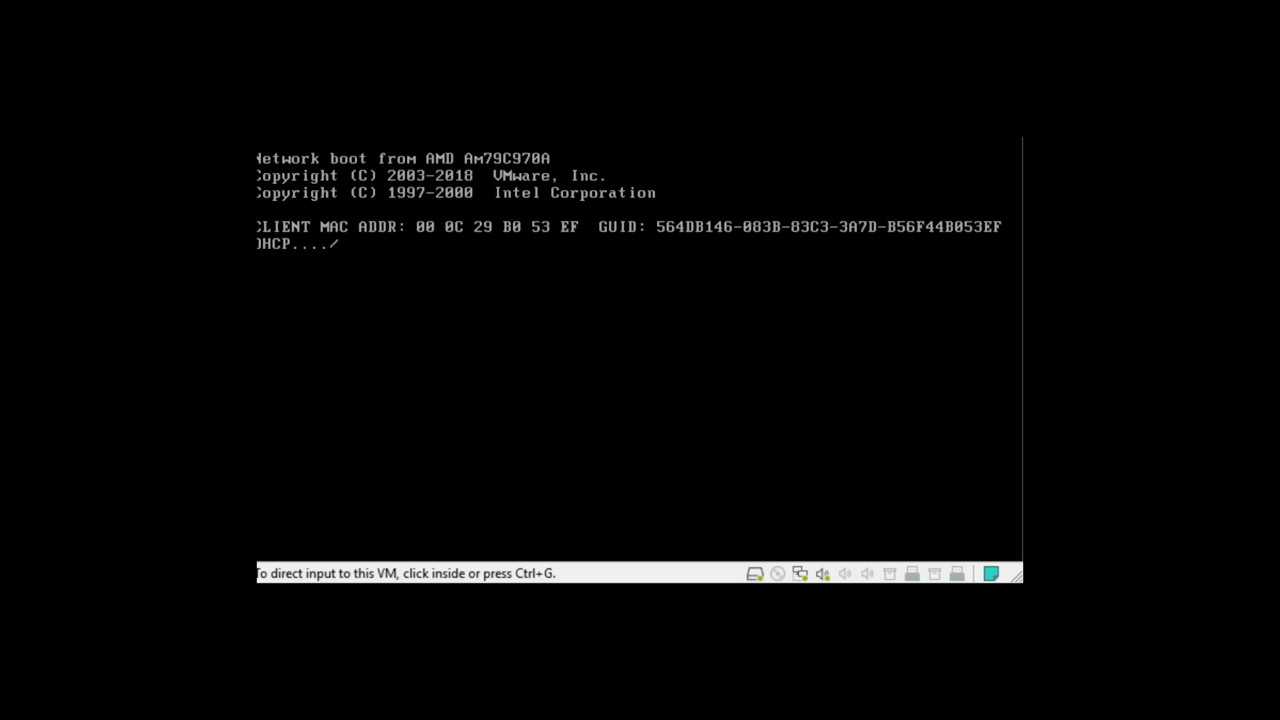 Network boot from AMD Am79C970A
Copyright (C) 2003-2018  VMware, Inc.
Copyright (C) 1997-2000  Intel Corporation
CLIENT MAC ADDR: 00 0C 29 B0 53 EF  GUID: 564DB146-083B-83C3-3A7D-B56F44B053EF
DHCP..../
To direct input to this VM, click inside or press Ctrl+G.